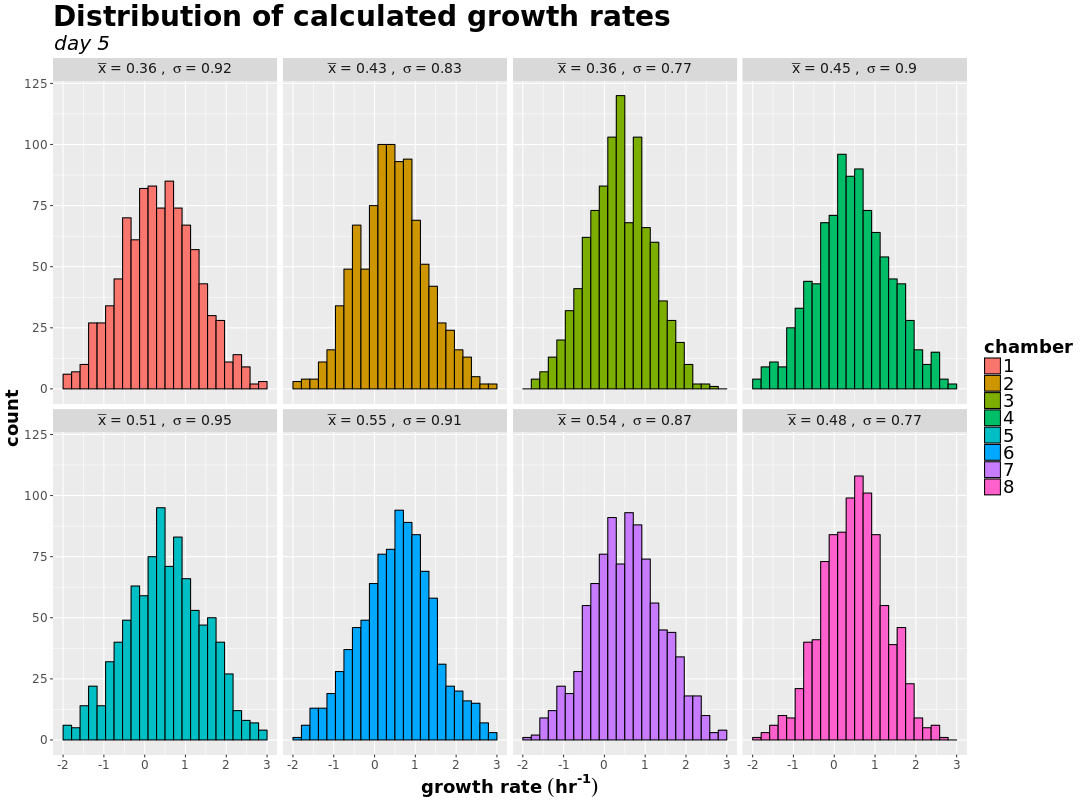 Distribution of calculated growth rates
day 5
x̅ = 0.36 , σ = 0.92
x̅ = 0.43 , σ = 0.83
x̅ = 0.36 , σ = 0.77
x̅ = 0.45 , σ = 0.9
125
100
75
50
25
0
count
x̅ = 0.51 , σ = 0.95
x̅ = 0.55 , σ = 0.91
x̅ = 0.54 , σ = 0.87
x̅ = 0.48 , σ = 0.77
125
100
75
50
25
0
-2 -1 0 1 2 3
-2 -1 0 1 2 3
-2 -1 0 1 2 3
-2 -1 0 1 2 3
growth rate (hr⁻¹)
chamber
1
2
3
4
5
6
7
8